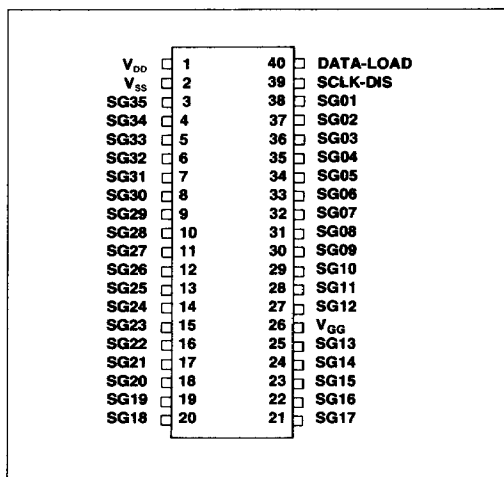 V_DD 1 40 DATA-LOAD
V_SS 2 39 SCLK-DIS
SG35 3 38 SG01
SG34 4 37 SG02
SG33 5 36 SG03
SG32 6 35 SG04
SG31 7 34 SG05
SG30 8 33 SG06
SG29 9 32 SG07
SG28 10 31 SG08
SG27 11 30 SG09
SG26 12 29 SG10
SG25 13 28 SG11
SG24 14 27 SG12
SG23 15 26 V_GG
SG22 16 25 SG13
SG21 17 24 SG14
SG20 18 23 SG15
SG19 19 22 SG16
SG18 20 21 SG17